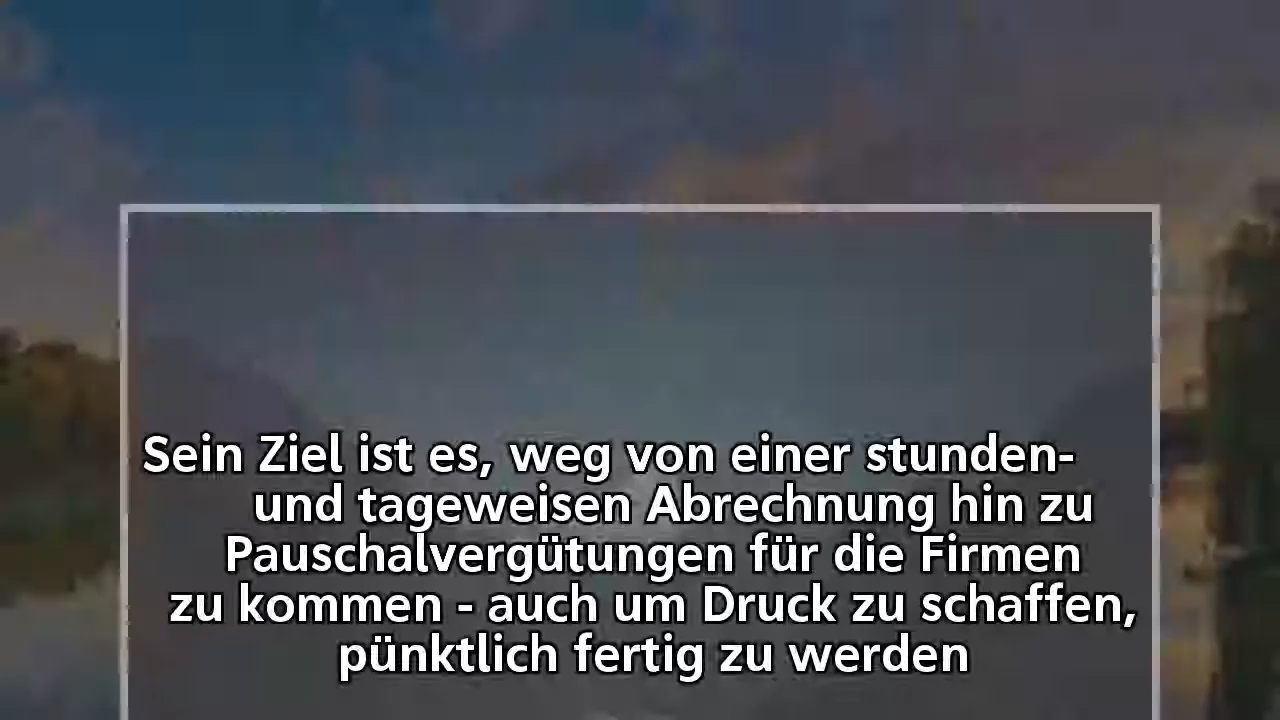 Sein Ziel ist es, weg von einer stunden-
und tageweisen Abrechnung hin zu
Pauschalvergütungen für die Firmen
zu kommen - auch um Druck zu schaffen,
pünktlich fertig zu werden